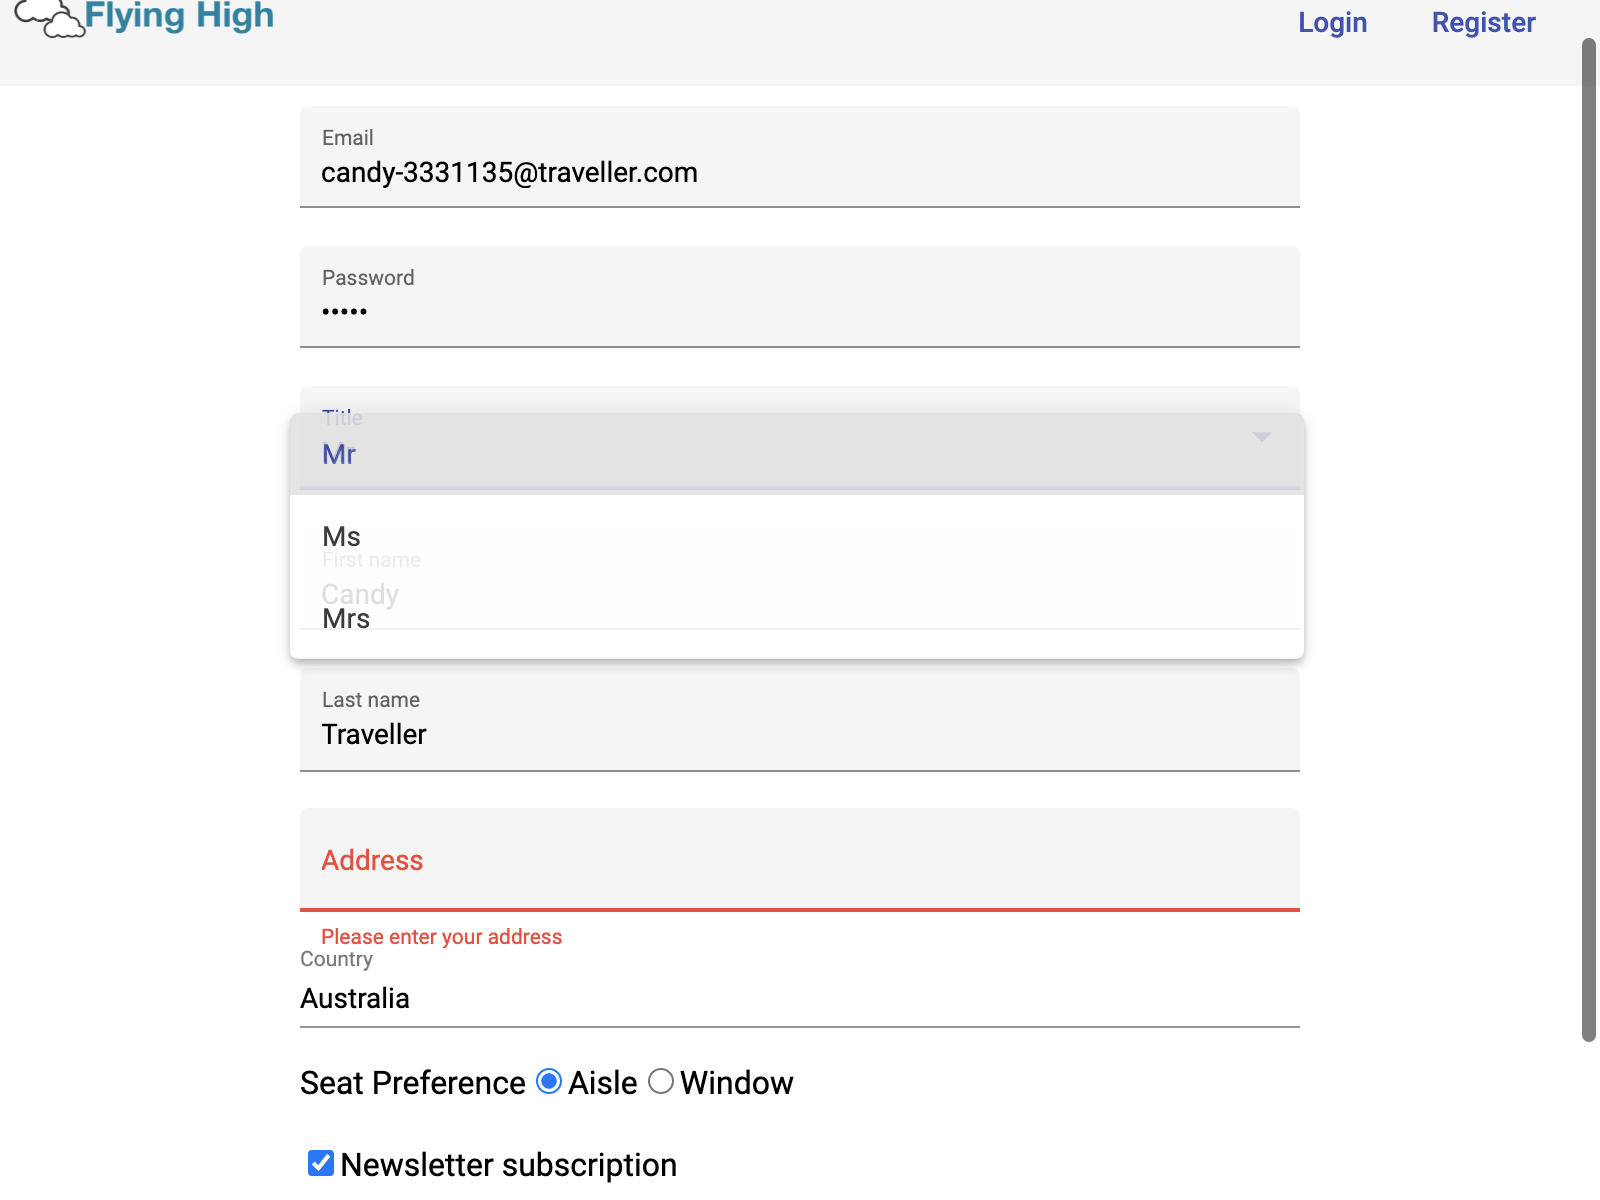 Flying High
Login Register
Email
candy-3331135@traveller.com
Password
•••••
Title
Mr
Ms
First name
Candy
Mrs
Last name
Traveller
Address
Please enter your address
Country
Australia
Seat Preference Aisle Window
Newsletter subscription